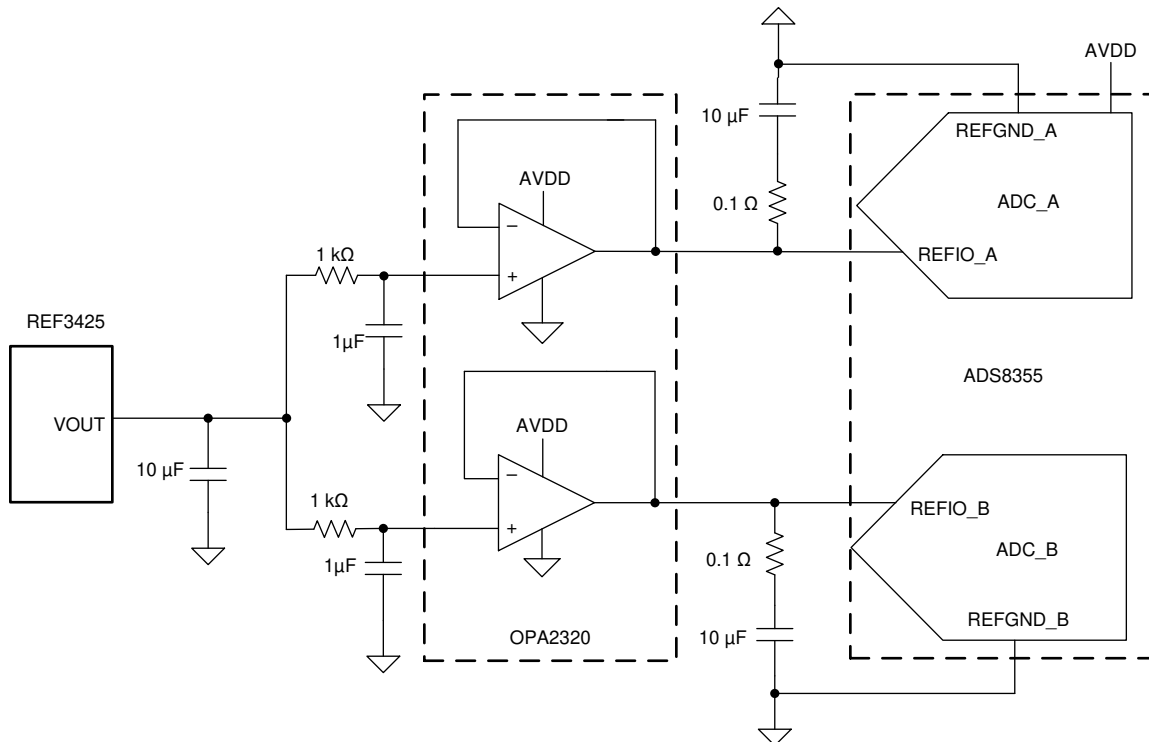 AVDD
10 µF
REFGND_A
AVDD
0.1 Ω
ADC_A
−
1 kΩ
REFIO_A
+
REF3425
1µF
ADS8355
VOUT
AVDD
10 µF
−
1 kΩ
REFIO_B
+
0.1 Ω
ADC_B
1µF
REFGND_B
OPA2320
10 µF